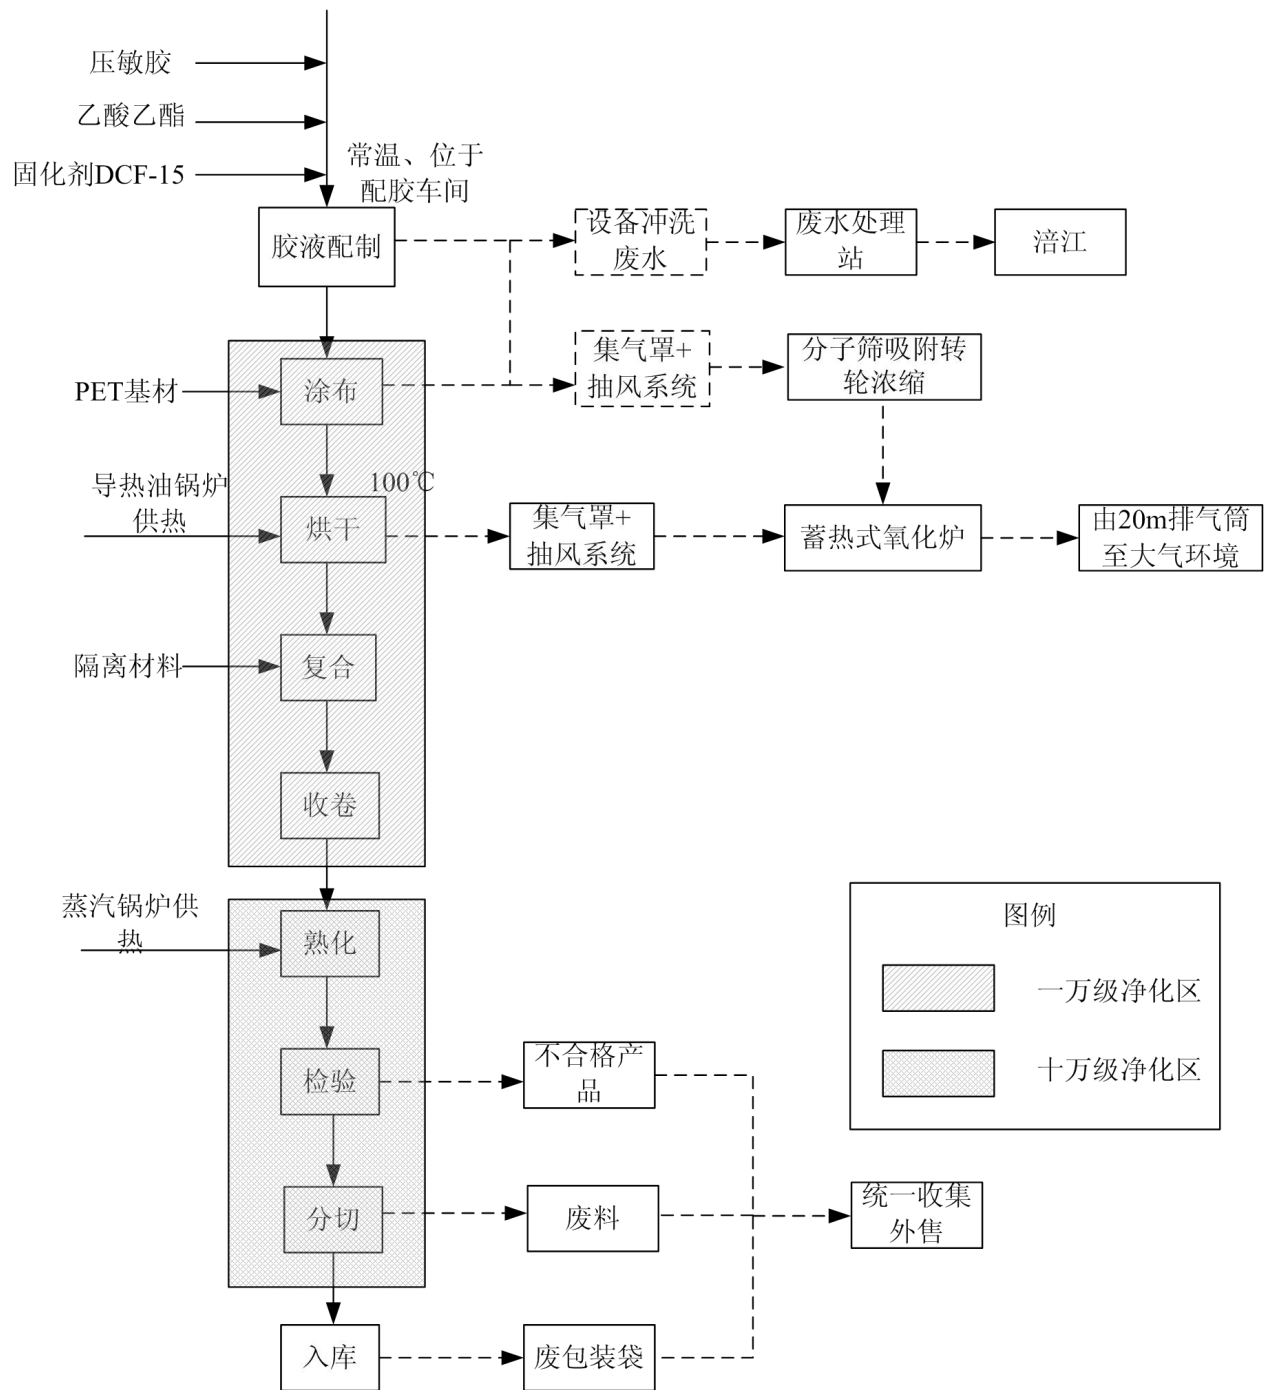 压敏胶
乙酸乙酯
固化剂DCF-15
常温、位于
配胶车间
胶液配制
设备冲洗
废水
废水处理
站
涪江
集气罩+
抽风系统
分子筛吸附转
轮浓缩
PET基材
涂布
导热油锅炉
供热
100℃
烘干
集气罩+
抽风系统
蓄热式氧化炉
由20m排气筒
至大气环境
隔离材料
复合
收卷
蒸汽锅炉供
热
熟化
图例
一万级净化区
十万级净化区
检验
不合格产
品
分切
废料
统一收集
外售
入库
废包装袋